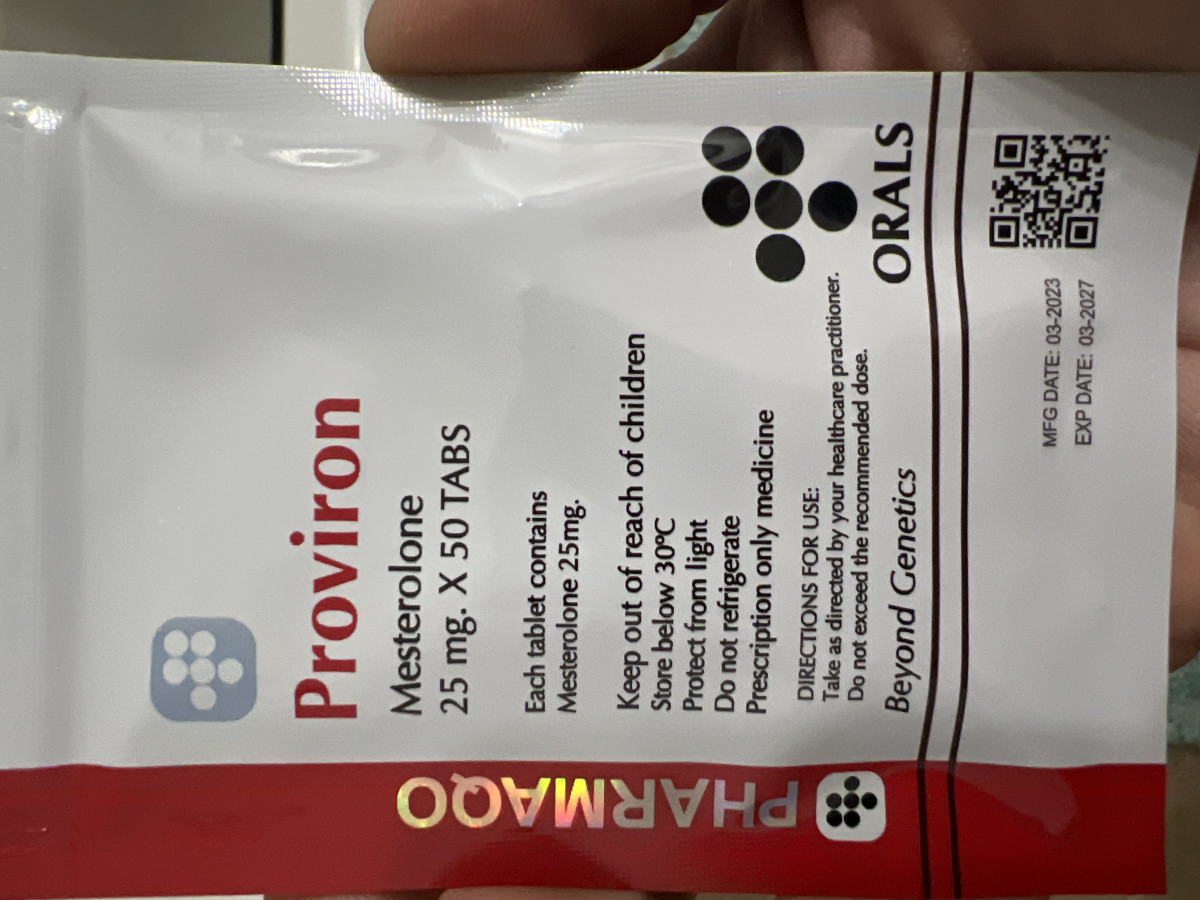 Proviron
Mesterolone
25 mg. X 50 TABS
Each tablet contains
Mesterolone 25mg.
Keep out of reach of children
Store below 30ºC
Protect from light
Do not refrigerate
Prescription only medicine
DIRECTIONS FOR USE:
Take as directed by your healthcare practitioner.
Do not exceed the recommended dose.
Beyond Genetics
ORALS
MFG DATE: 03-2023
EXP DATE: 03-2027
PHARMAQO